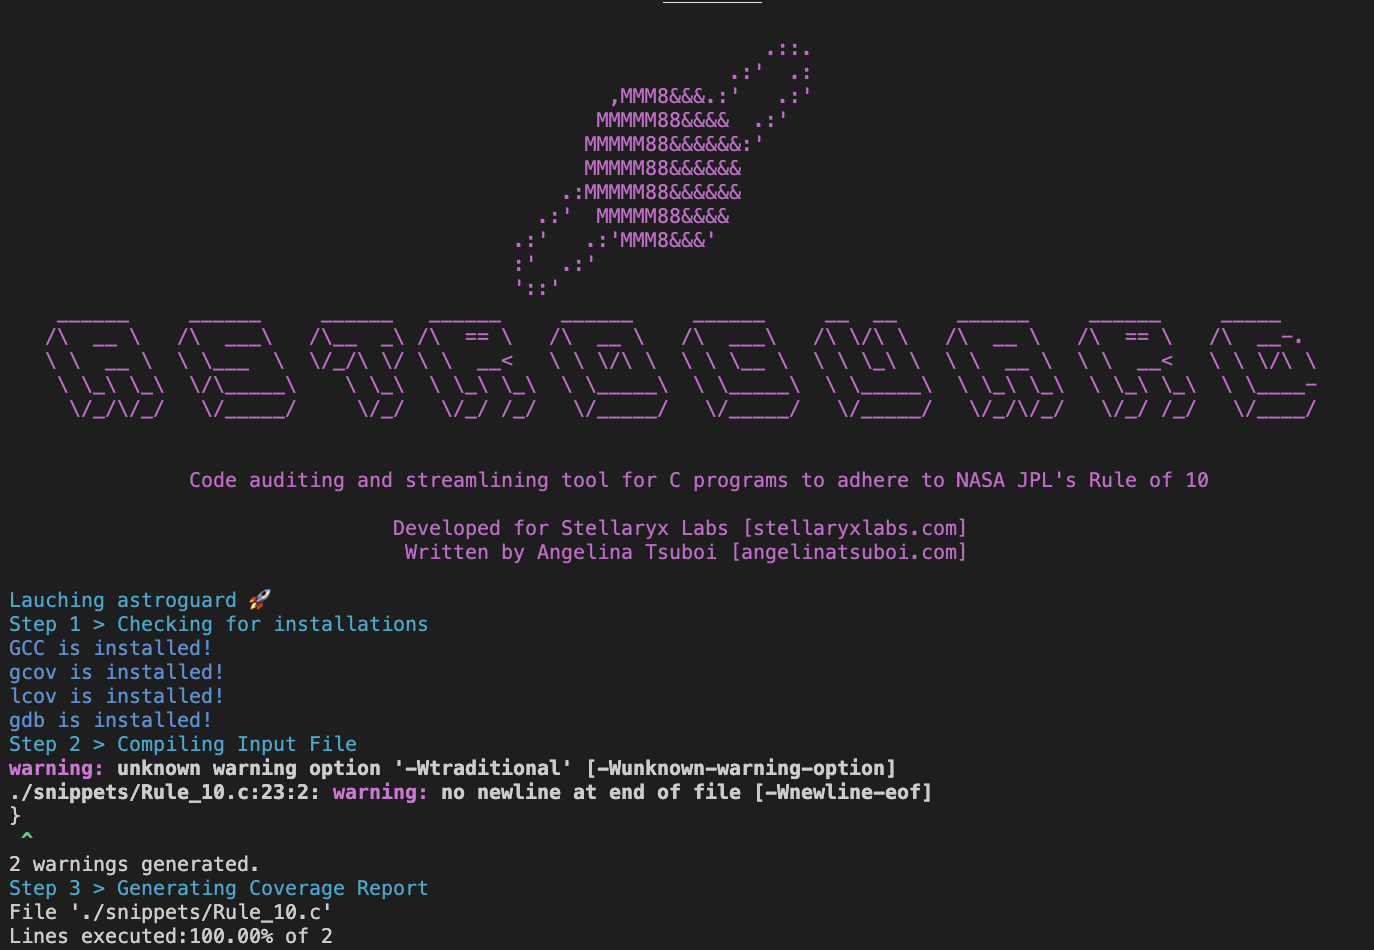 .::.
                                                            .:'  .:
                                                  ,MMM8&&&.:'   .:'
                                                 MMMMM88&&&&  .:'
                                                MMMMM88&&&&&&:'
                                                MMMMM88&&&&&&
                                              .:MMMMM88&&&&&&
                                            .:'  MMMMM88&&&&
                                          .:'   .:'MMM8&&&'
                                          :'  .:'
                                          '::'
ASTROGUARD
Code auditing and streamlining tool for C programs to adhere to NASA JPL's Rule of 10
Developed for Stellaryx Labs [stellaryxlabs.com]
Written by Angelina Tsuboi [angelinatsuboi.com]
Lauching astroguard 🚀
Step 1 > Checking for installations
GCC is installed!
gcov is installed!
lcov is installed!
gdb is installed!
Step 2 > Compiling Input File
warning: unknown warning option '-Wtraditional' [-Wunknown-warning-option]
./snippets/Rule_10.c:23:2: warning: no newline at end of file [-Wnewline-eof]
}
 ^
2 warnings generated.
Step 3 > Generating Coverage Report
File './snippets/Rule_10.c'
Lines executed:100.00% of 2